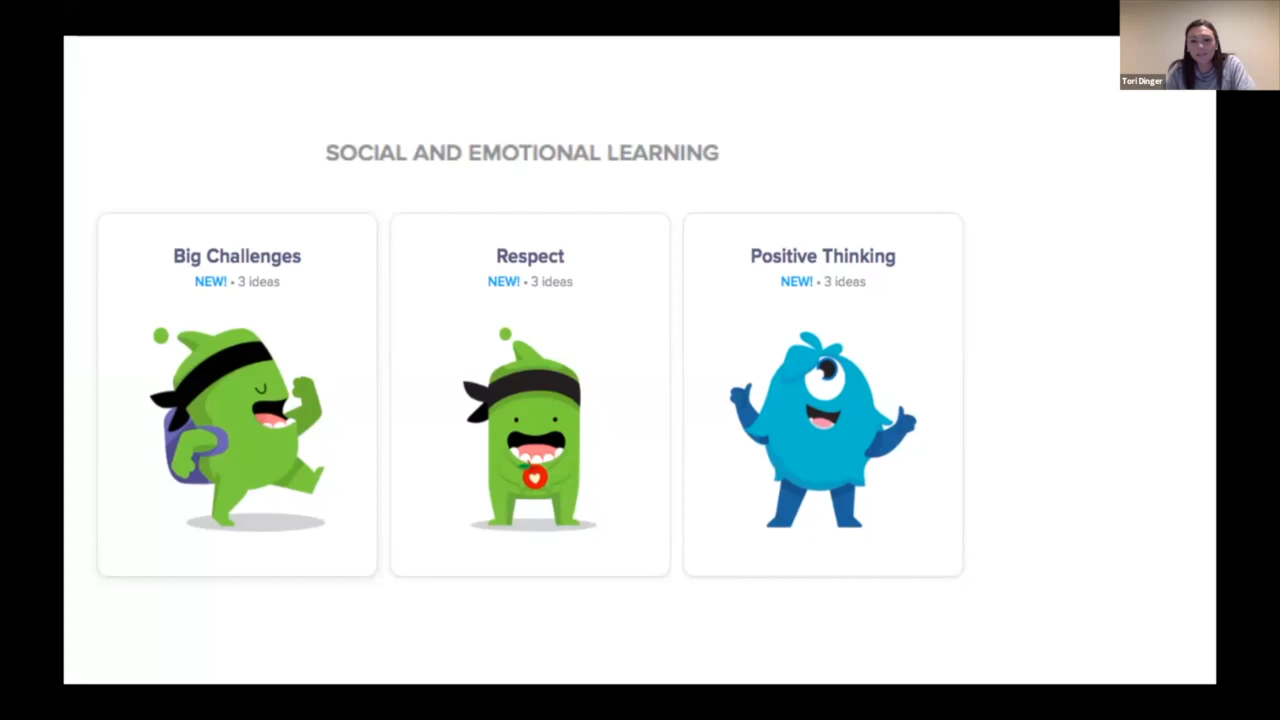 Tori Dinger
SOCIAL AND EMOTIONAL LEARNING
Big Challenges
NEW! • 3 ideas
Respect
NEW! • 3 ideas
Positive Thinking
NEW! • 3 ideas